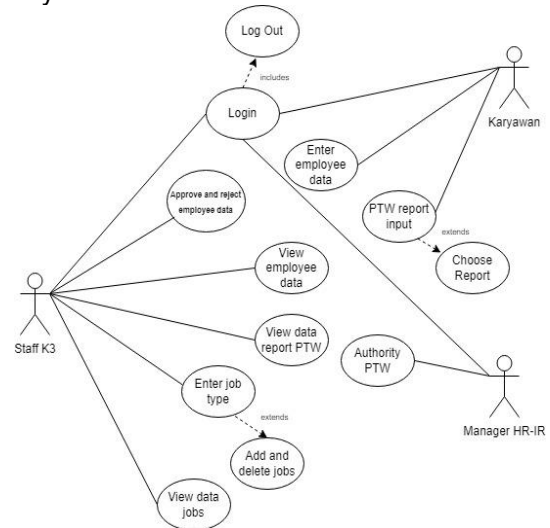 Log Out
includes
Login
Karyawan
Enter
employee
data
Approve and reject
employee data
PTW report
input
extends
Choose
Report
View
employee
data
Staff K3
View data
report PTW
Authority
PTW
Enter job
type
Manager HR-IR
extends
Add and
delete jobs
View data
jobs